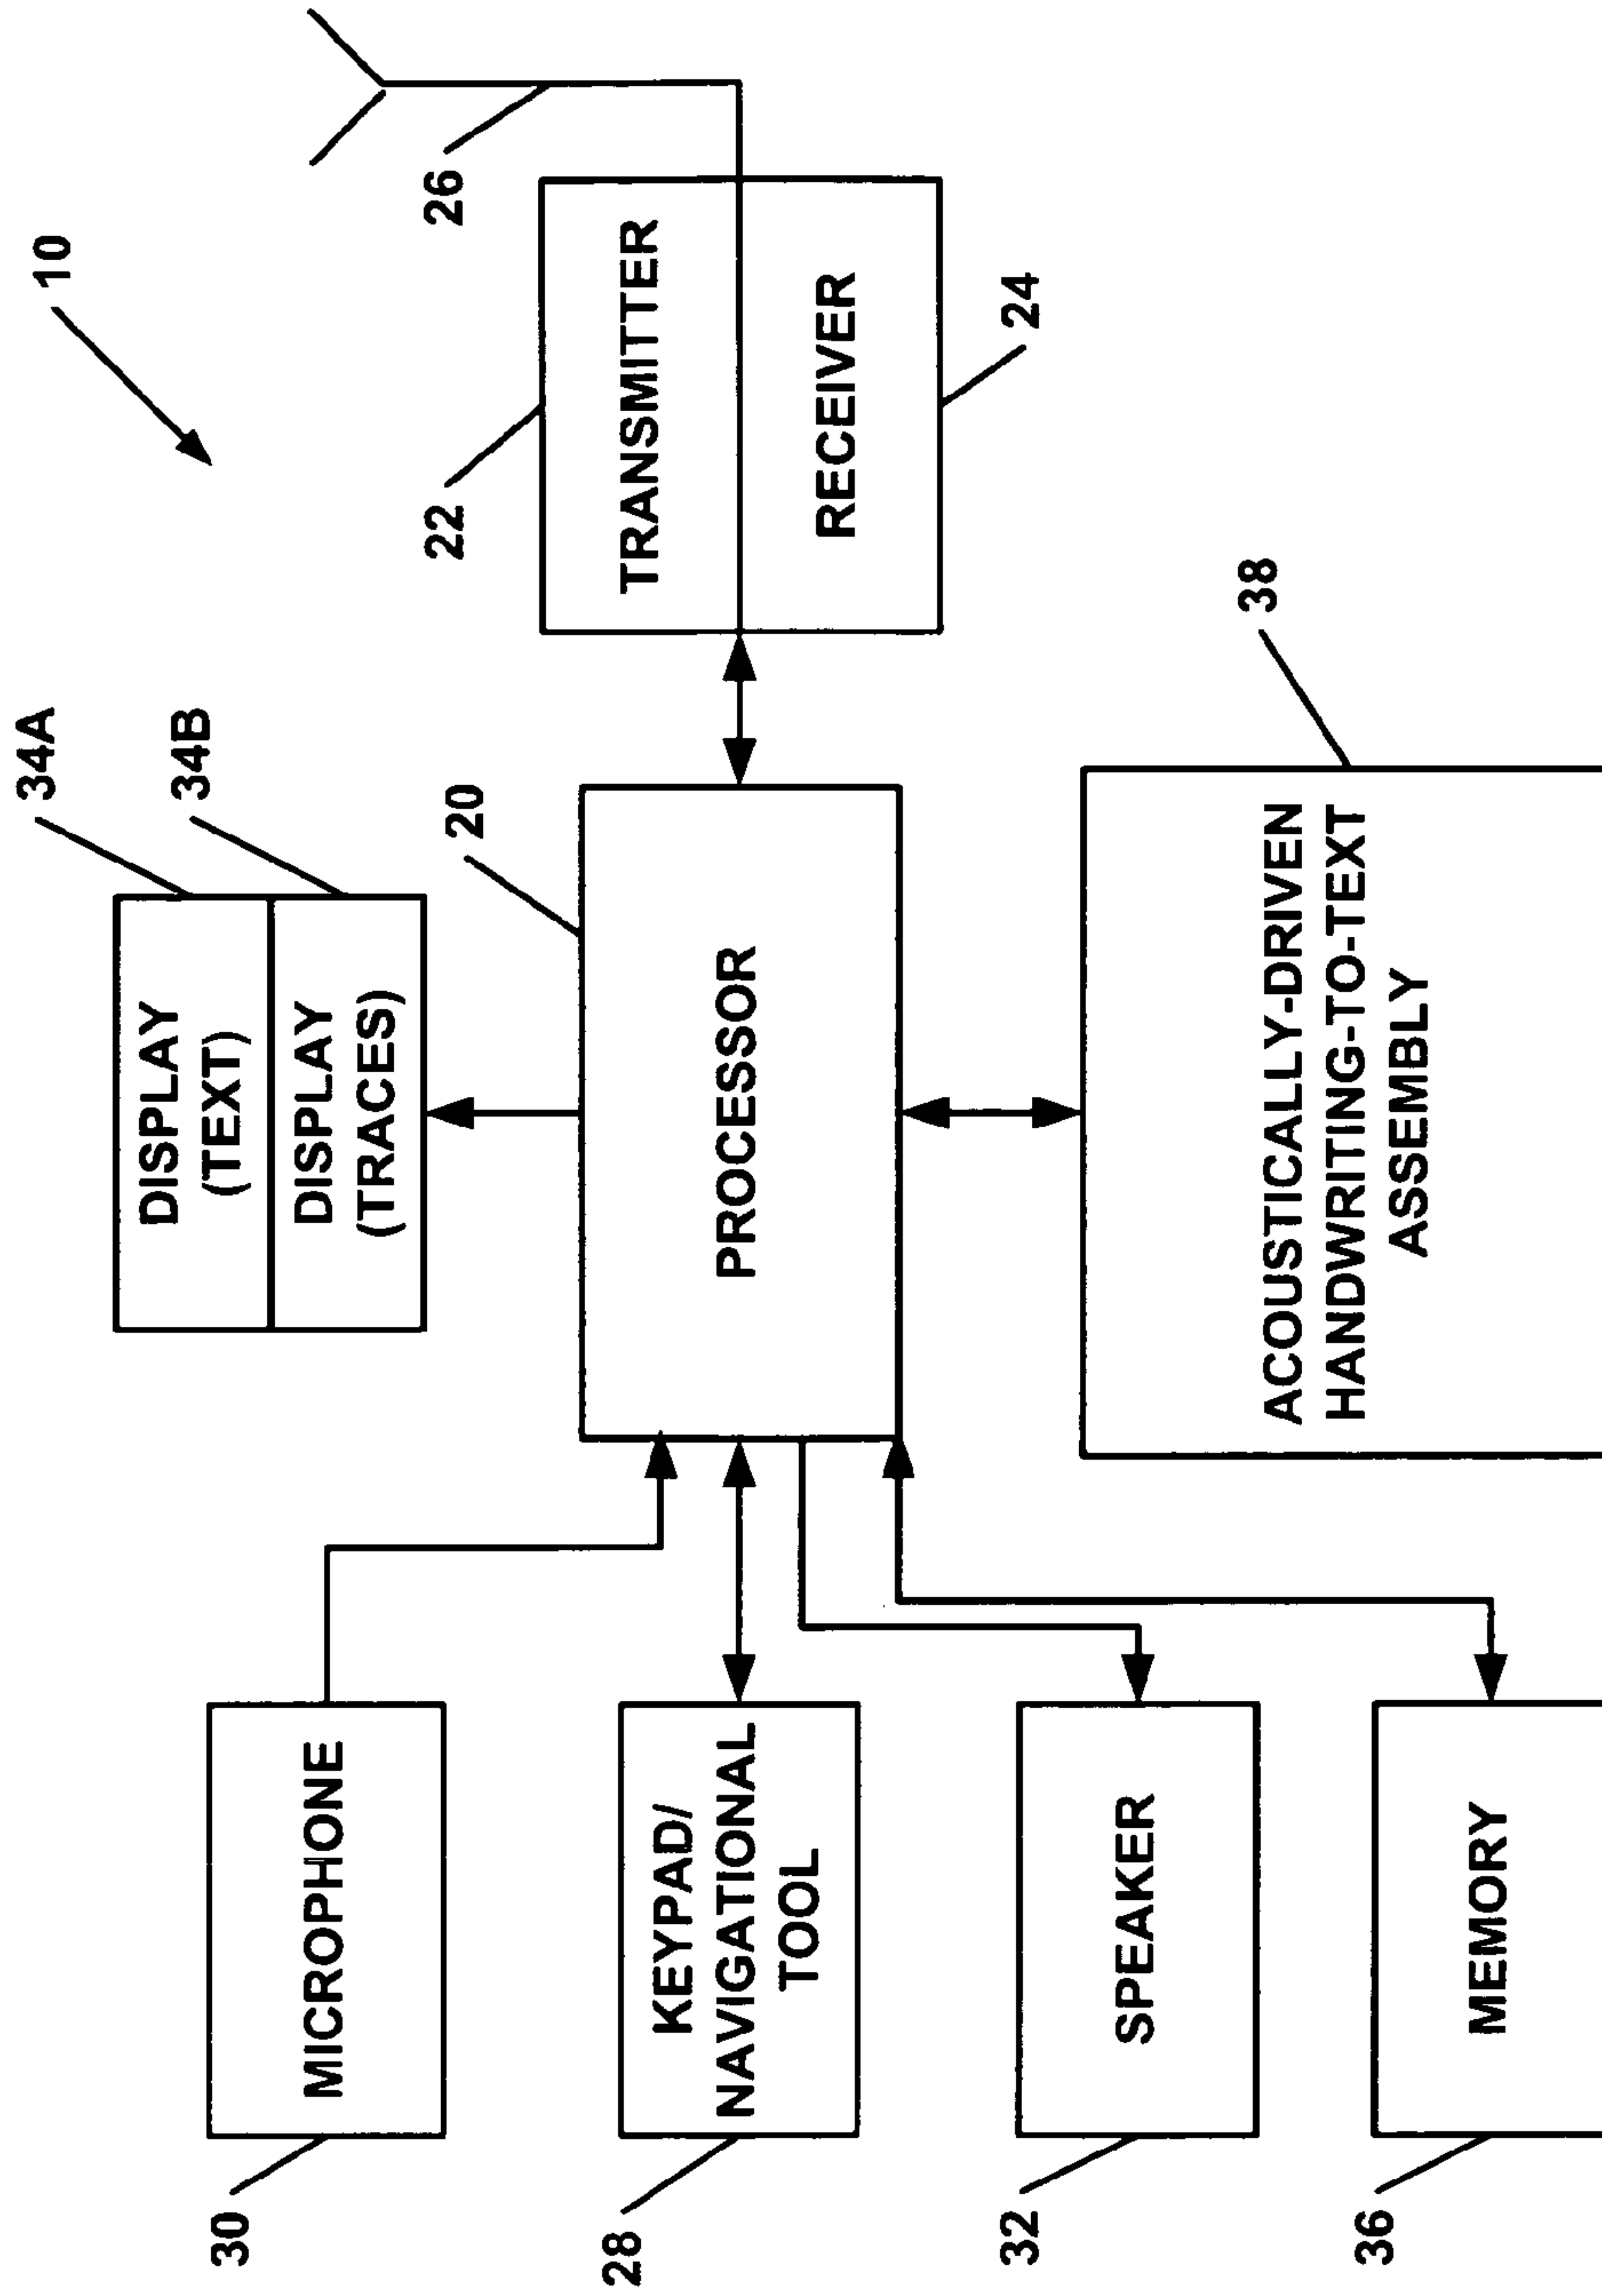 10
34A
34B
DISPLAY
(TEXT)
DISPLAY
(TRACES)
30
MICROPHONE
20
PROCESSOR
22
26
TRANSMITTER
RECEIVER
24
28
KEYPAD/
NAVIGATIONAL
TOOL
32
SPEAKER
36
MEMORY
38
ACOUSTICALLY-DRIVEN
HANDWRITING-TO-TEXT
ASSEMBLY